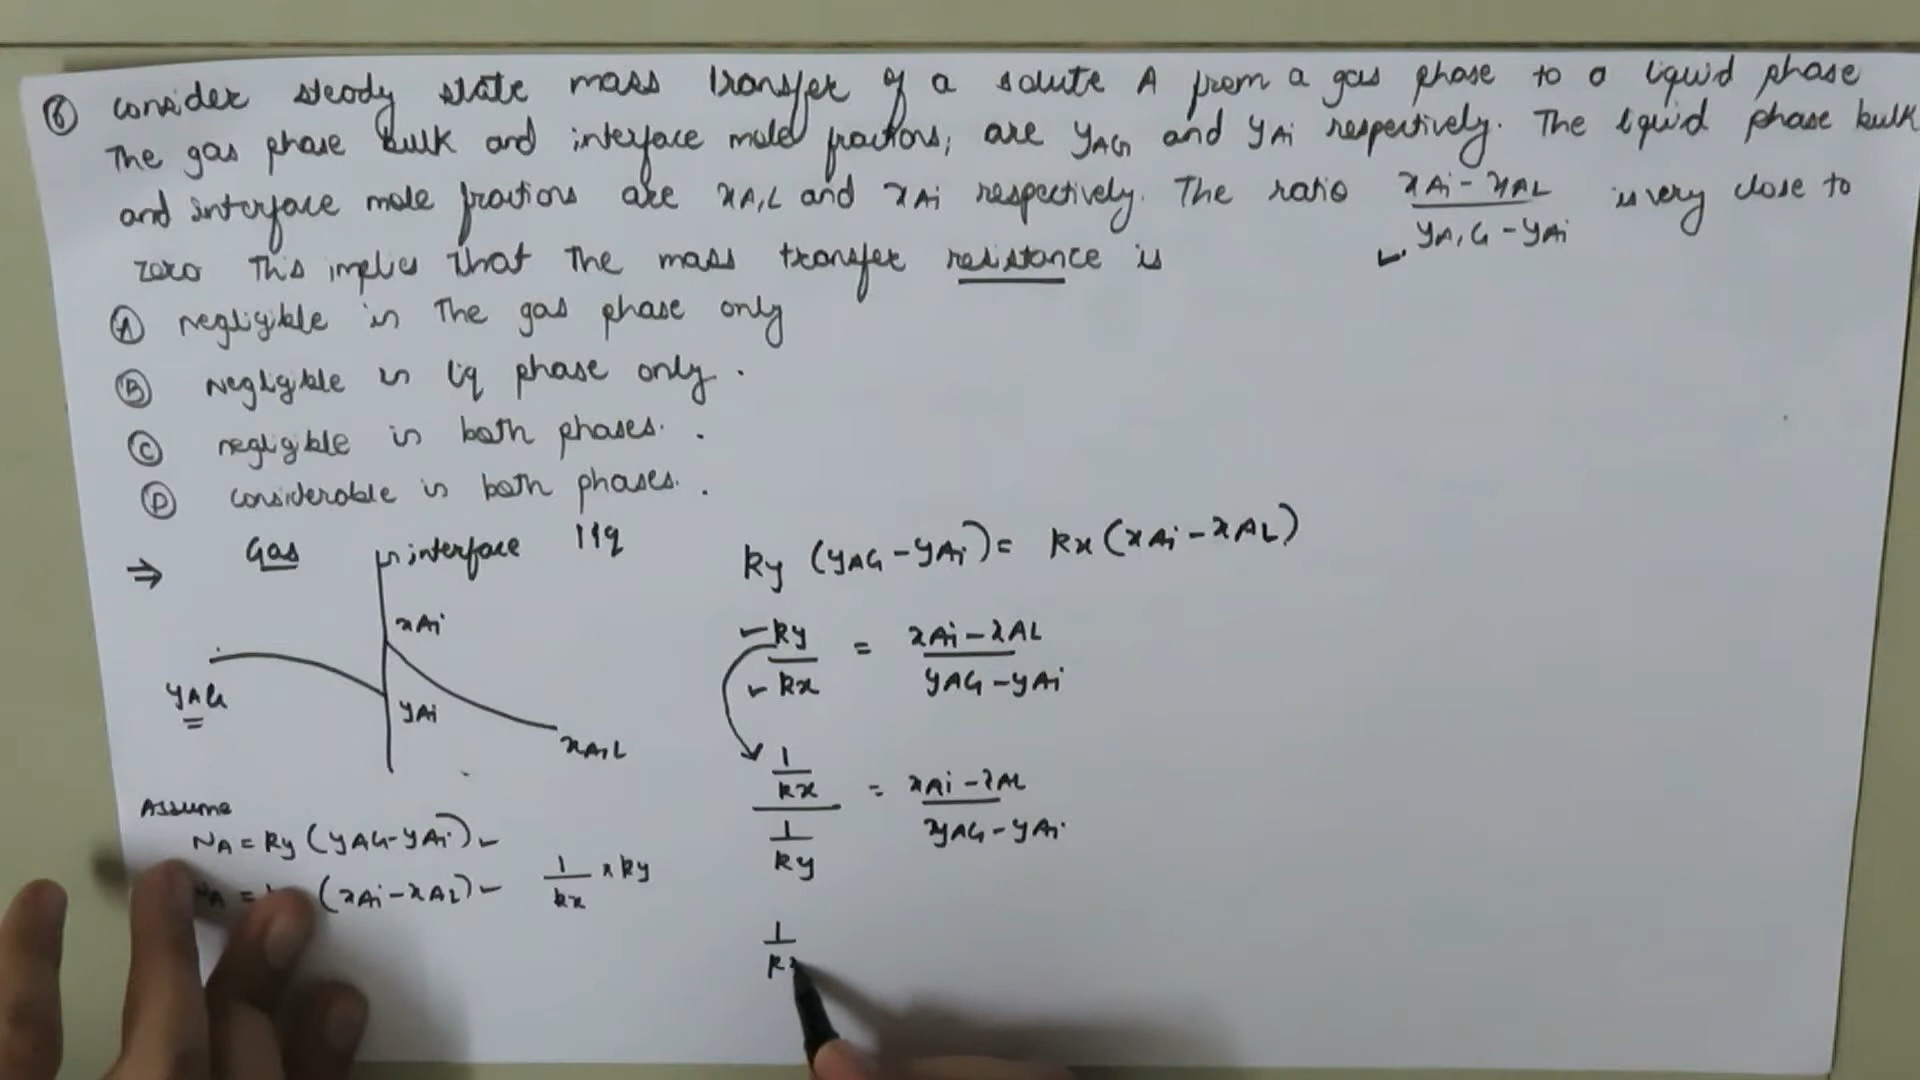 ⑥ consider steady state mass transfer of a solute A from a gas phase to a liquid phase
The gas phase bulk and interface mole fractions, are yAG and yAi respectively. The liquid phase bulk
and interface mole fractions are xA,L and xAi respectively. The ratio xAi - xAL / yA,G - yAi is very close to
zero This implies that the mass transfer resistance is
Ⓐ negligible in the gas phase only
Ⓑ Negligible in liq phase only.
Ⓒ negligible in both phases.
Ⓓ considerable in both phases.
⇒ Gas interface liq
xAi
yAG
yAi
xA,L
Assume
NA = ky (yAG - yAi)
(xAi - xAL)
1/kx × ky
ky (yAG - yAi) = kx (xAi - xAL)
ky/kx = xAi - xAL / yAG - yAi
1/kx / 1/ky = xAi - xAL / yAG - yAi
1